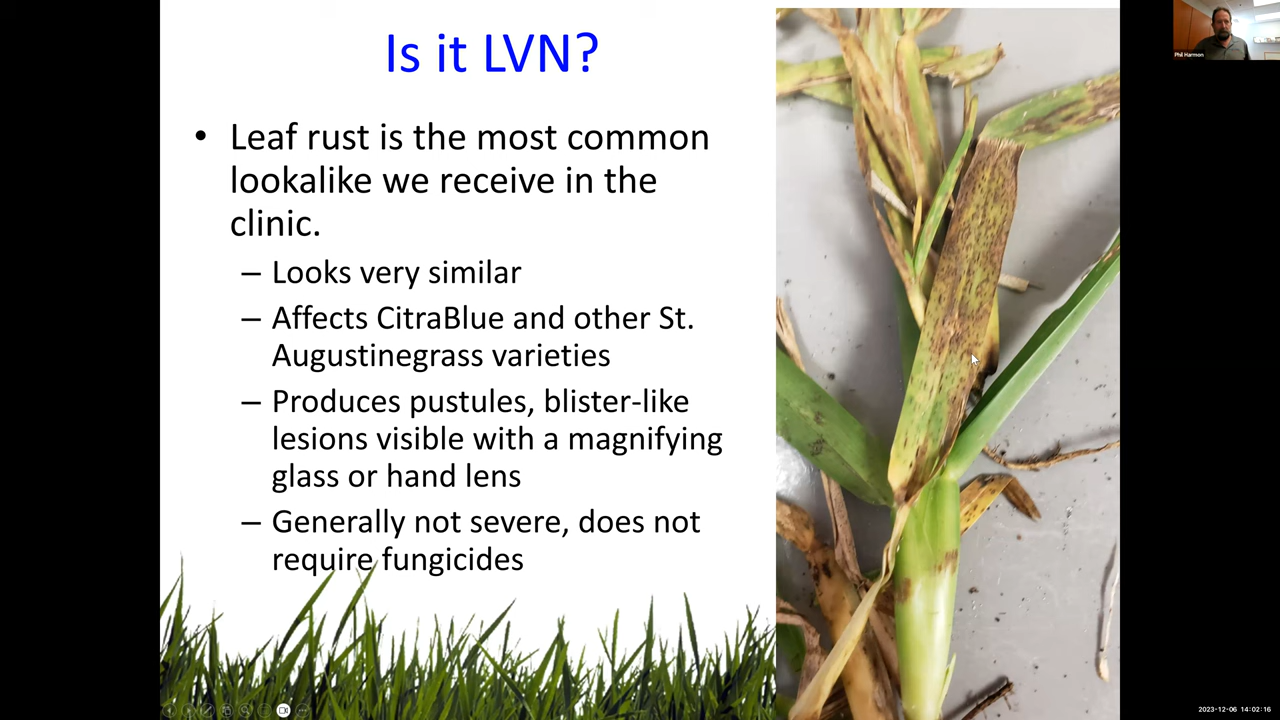 Is it LVN?
• Leaf rust is the most common
lookalike we receive in the
clinic.
– Looks very similar
– Affects CitraBlue and other St.
Augustinegrass varieties
– Produces pustules, blister-like
lesions visible with a magnifying
glass or hand lens
– Generally not severe, does not
require fungicides
Phil Harmon
2023-12-06 14:02:16